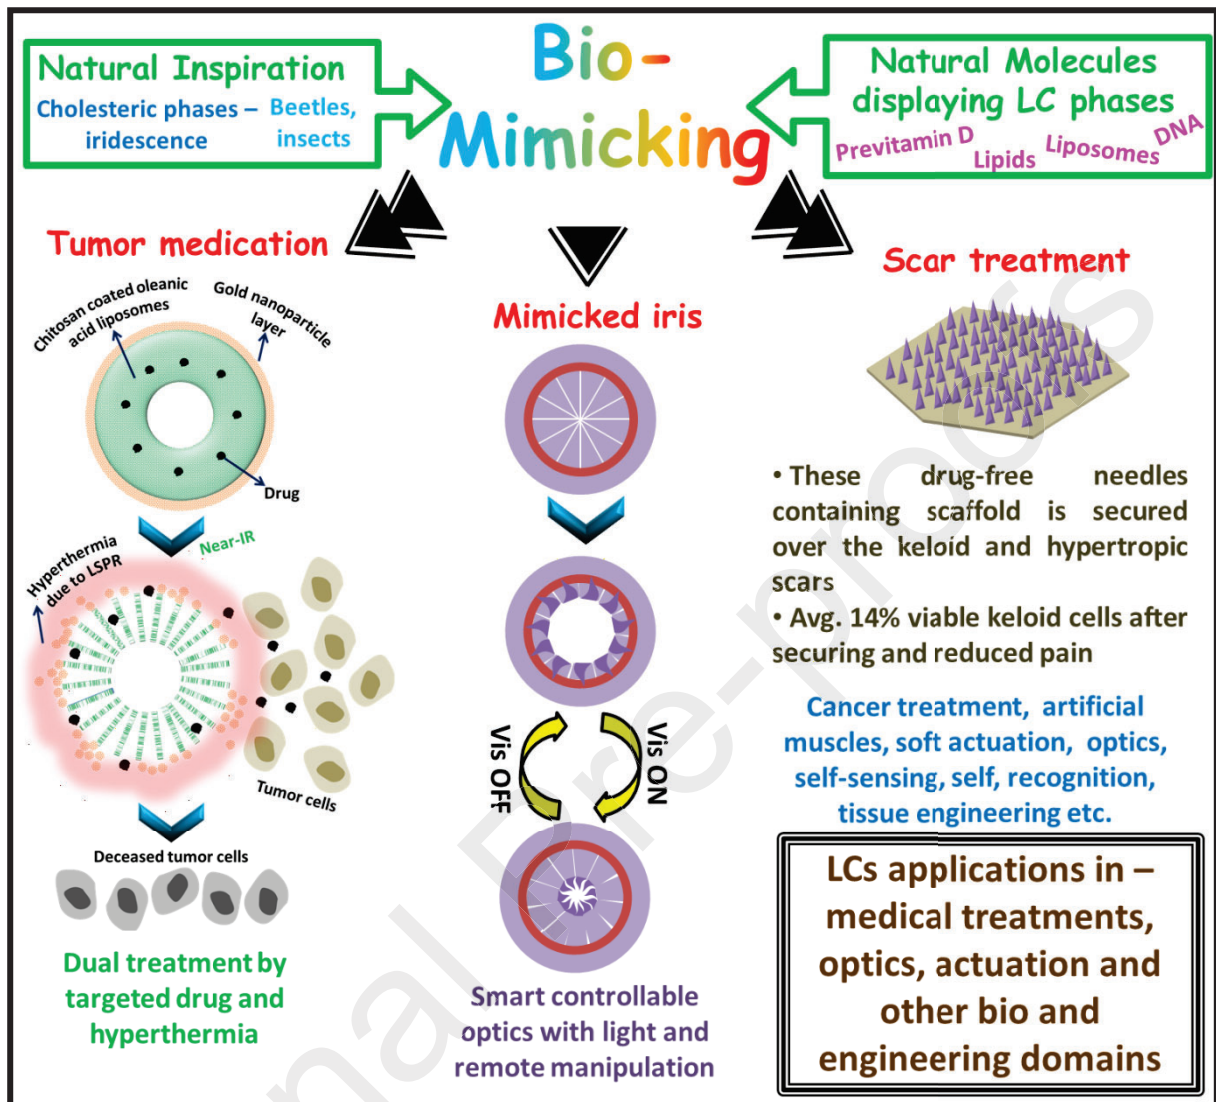 Bio-
Mimicking
Natural Inspiration
Cholesteric phases –
iridescence
Beetles,
insects
Natural Molecules
displaying LC phases
Previtamin D
Lipids
Liposomes
DNA
Tumor medication
Chitosan coated oleanic
acid liposomes
Gold nanoparticle
layer
Drug
Near-IR
Hyperthermia
due to LSPR
Tumor cells
Deceased tumor cells
Dual treatment by
targeted drug and
hyperthermia
Mimicked iris
Vis OFF
Vis ON
Smart controllable
optics with light and
remote manipulation
Scar treatment
• These drug-free needles
containing scaffold is secured
over the keloid and hypertropic
scars
• Avg. 14% viable keloid cells after
securing and reduced pain
Cancer treatment, artificial
muscles, soft actuation, optics,
self-sensing, self, recognition,
tissue engineering etc.
LCs applications in –
medical treatments,
optics, actuation and
other bio and
engineering domains
nal Pre-proofs